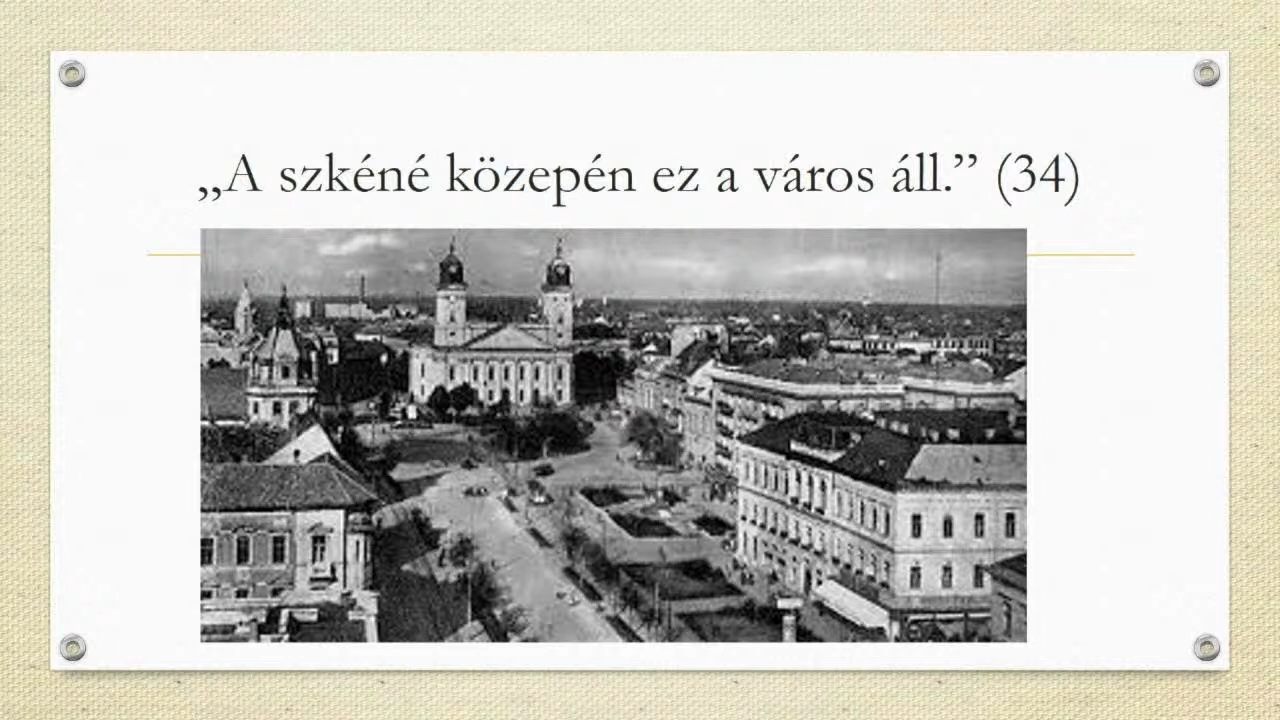 „A szkéné közepén ez a város áll.” (34)